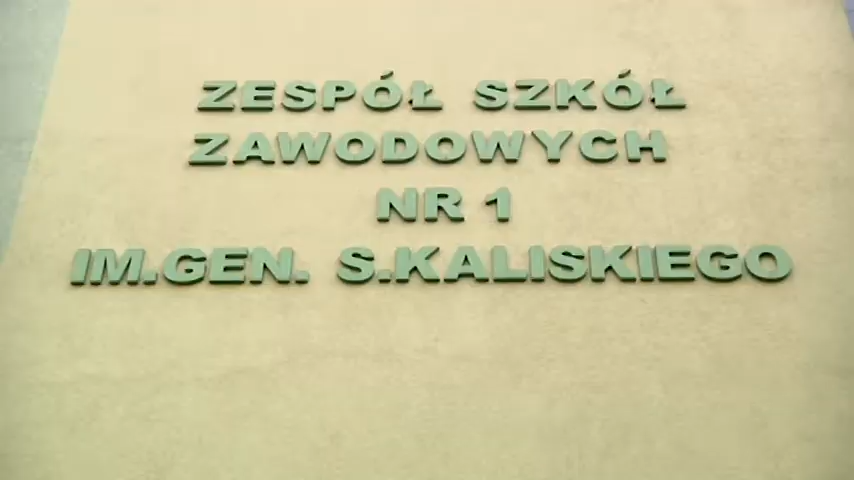 ZESPÓŁ SZKÓŁ
ZAWODOWYCH
NR 1
IM.GEN. S.KALISKIEGO